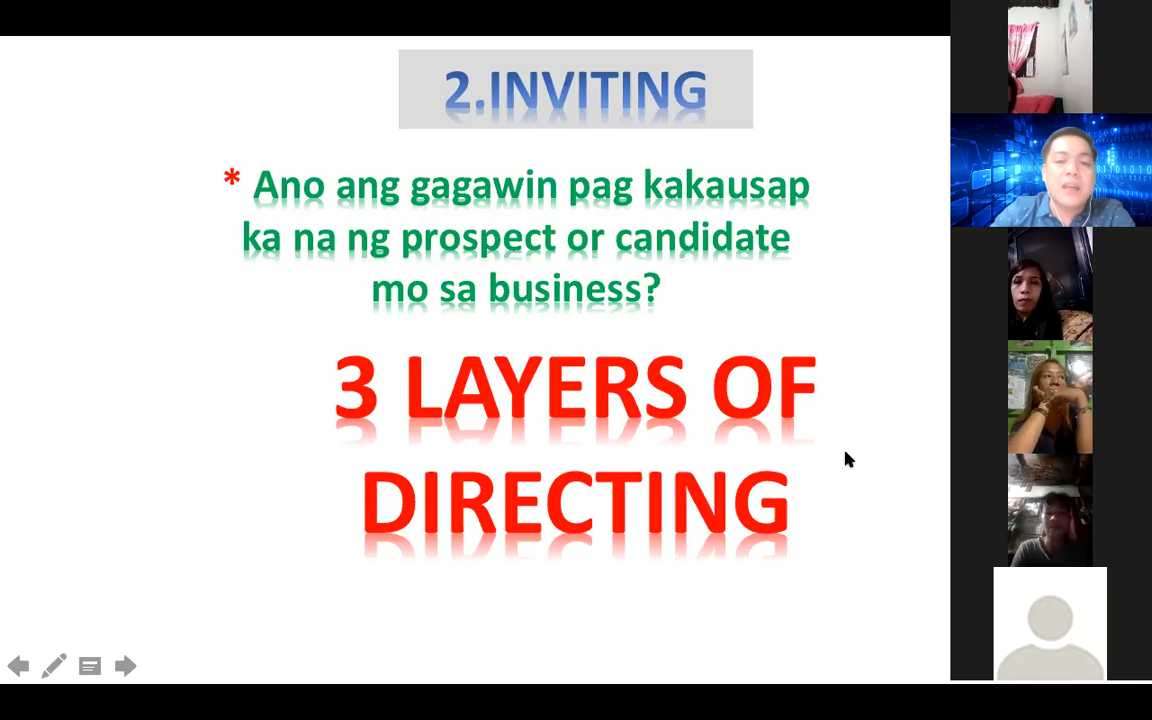 2.INVITING
* Ano ang gagawin pag kakausap
ka na ng prospect or candidate
mo sa business?
3 LAYERS OF
DIRECTING